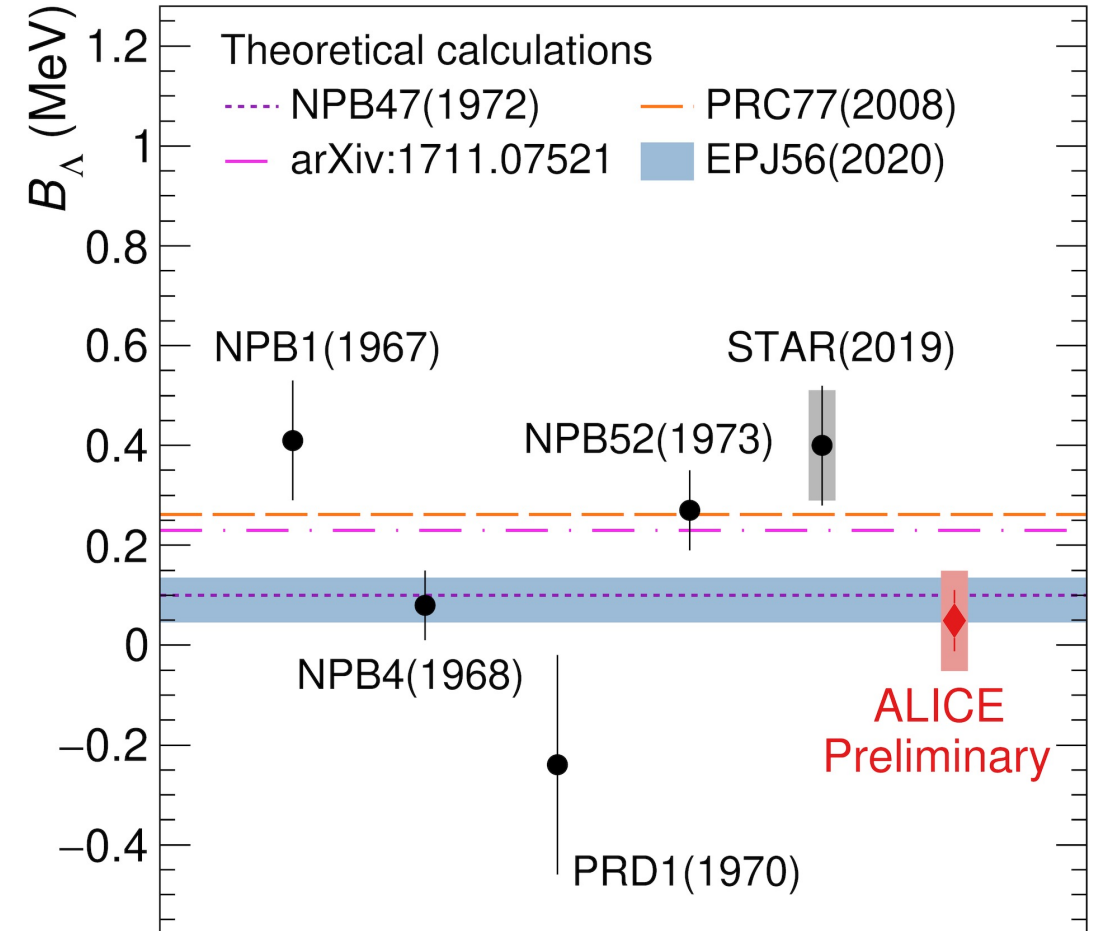 B_Λ (MeV)
1.2
1
0.8
0.6
0.4
0.2
0
−0.2
−0.4
Theoretical calculations
NPB47(1972) PRC77(2008)
arXiv:1711.07521 EPJ56(2020)
NPB1(1967) STAR(2019)
NPB52(1973)
NPB4(1968)
ALICE
Preliminary
PRD1(1970)